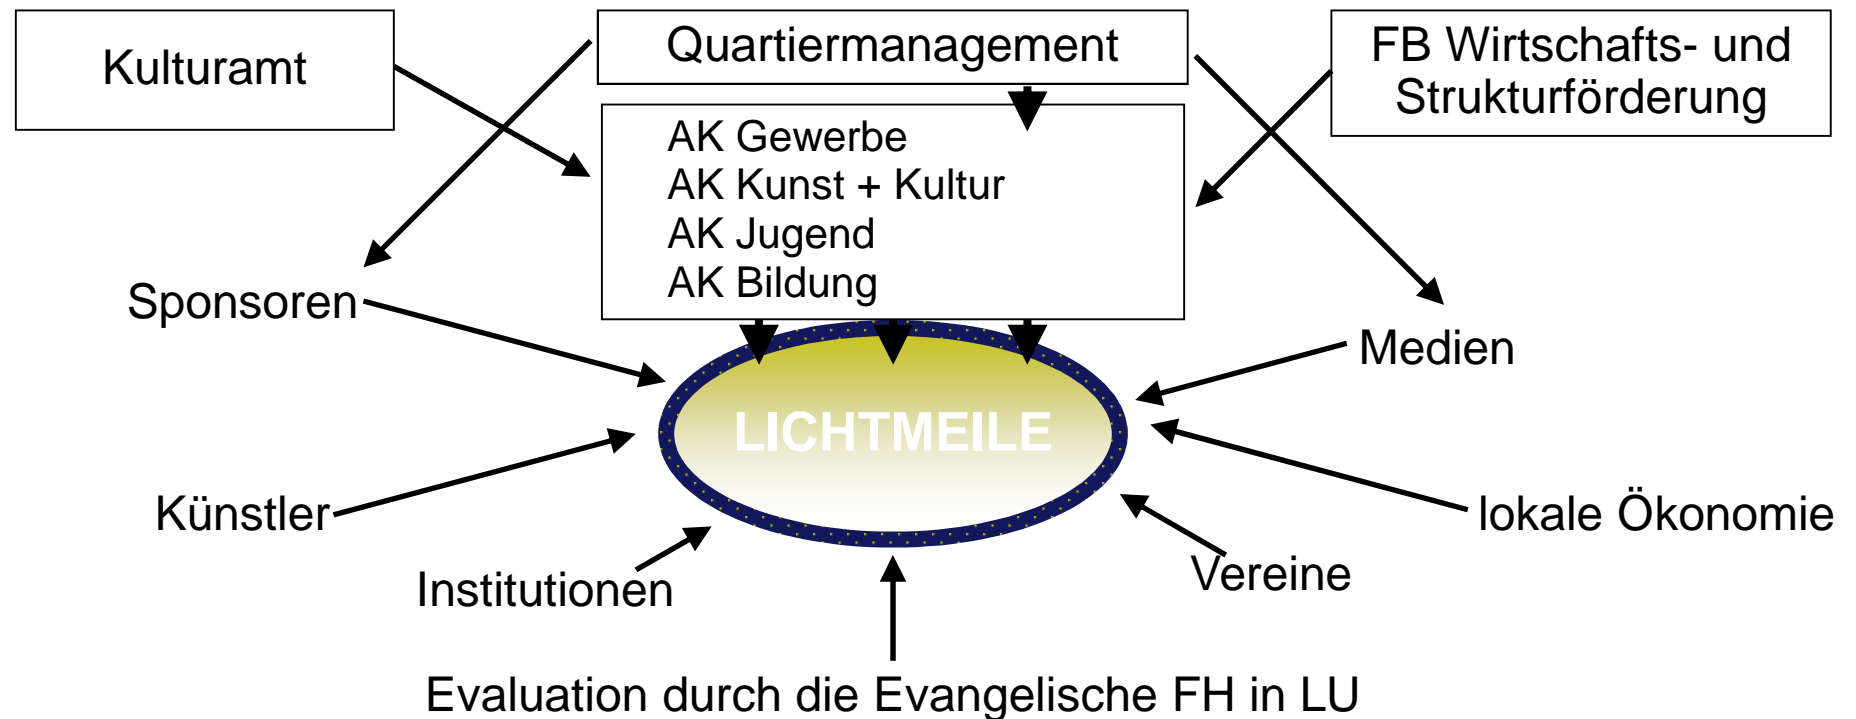 Kulturamt
Quartiermanagement
FB Wirtschafts- und
Strukturförderung
AK Gewerbe
AK Kunst + Kultur
AK Jugend
AK Bildung
Sponsoren
Medien
LICHTMEILE
Künstler
lokale Ökonomie
Institutionen
Vereine
Evaluation durch die Evangelische FH in LU